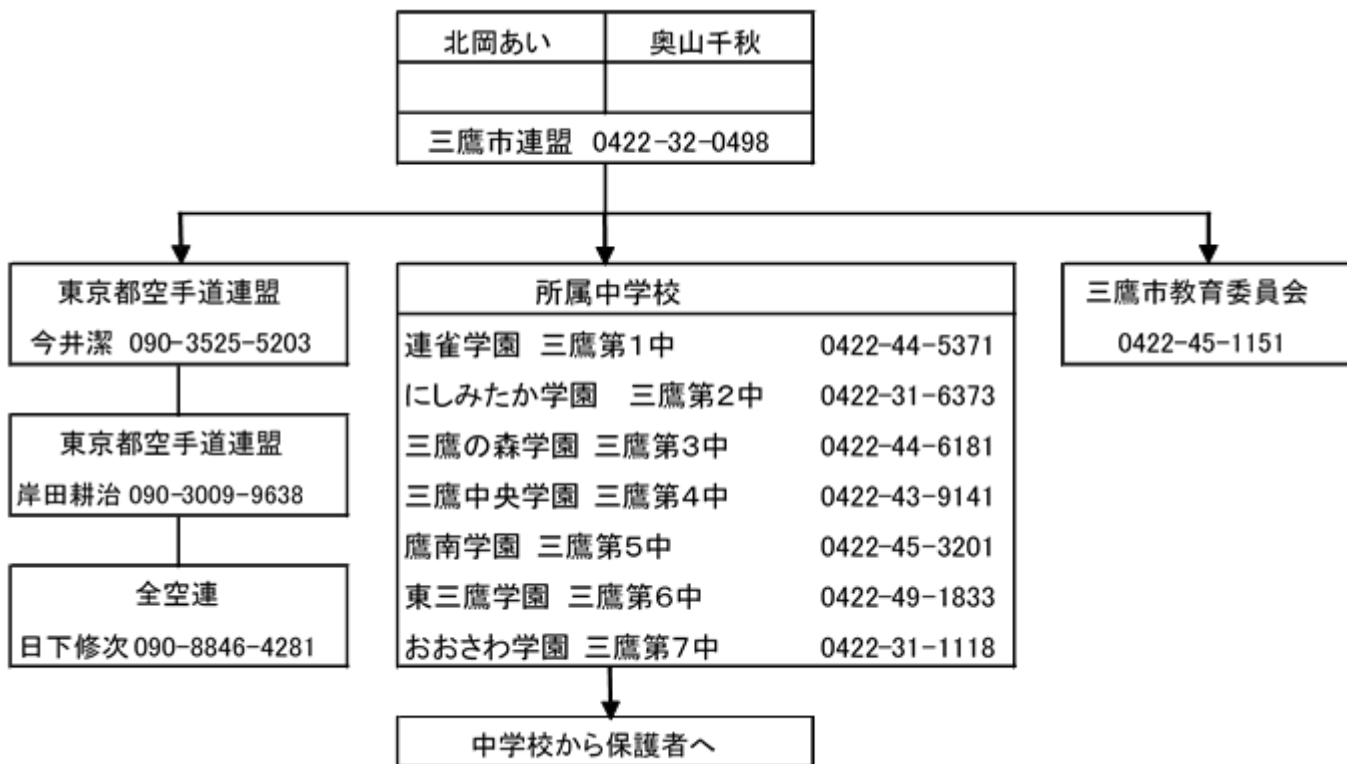 北岡あい 奥山千秋
三鷹市連盟 0422-32-0498
東京都空手道連盟
今井潔 090-3525-5203
東京都空手道連盟
岸田耕治 090-3009-9638
全空連
日下修次 090-8846-4281
所属中学校
連雀学園 三鷹第1中 0422-44-5371
にしみたか学園 三鷹第2中 0422-31-6373
三鷹の森学園 三鷹第3中 0422-44-6181
三鷹中央学園 三鷹第4中 0422-43-9141
鷹南学園 三鷹第5中 0422-45-3201
東三鷹学園 三鷹第6中 0422-49-1833
おおさわ学園 三鷹第7中 0422-31-1118
中学校から保護者へ
三鷹市教育委員会
0422-45-1151